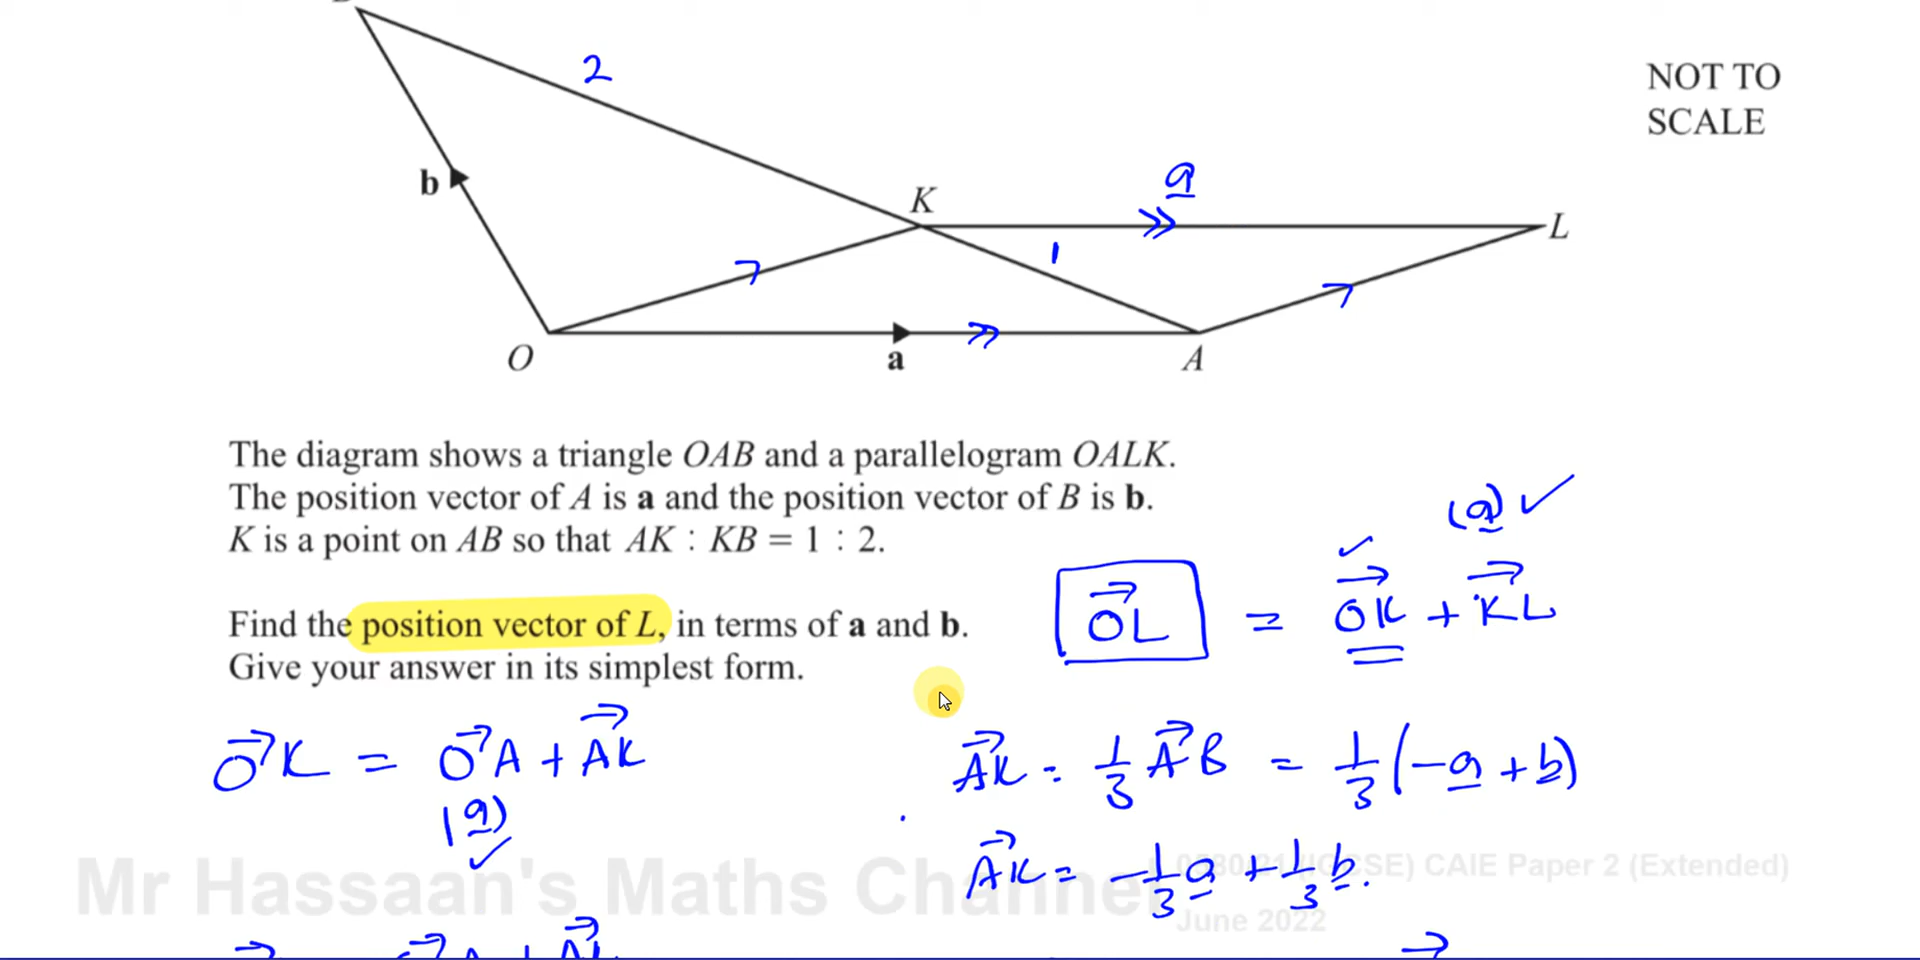 2
NOT TO
SCALE
a
b
K
L
1
O
a
A
The diagram shows a triangle OAB and a parallelogram OALK.
The position vector of A is a and the position vector of B is b.
K is a point on AB so that AK : KB = 1 : 2.
(a) ✓
OL = OK + KL
Find the position vector of L, in terms of a and b.
Give your answer in its simplest form.
OK = OA + AK
(a)
AK = 1/3 AB = 1/3 (-a + b)
AK = -1/3 a + 1/3 b.
Mr Hassaan's Maths Channel
CAIE Paper 2 (Extended)
June 2022